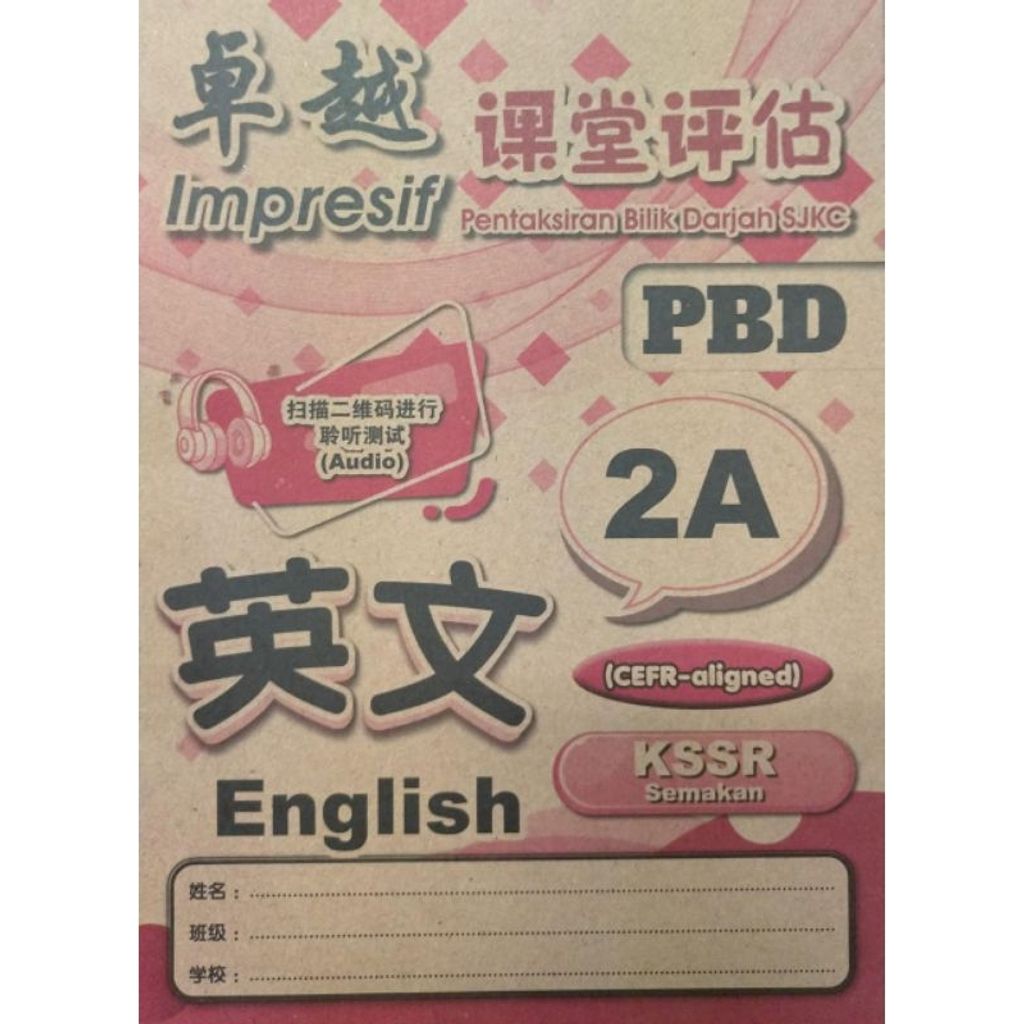 卓越
Impresif
课堂评估
Pentaksiran Bilik Darjah SJKC
PBD
扫描二维码进行
聆听测试
(Audio)
2A
英文
English
(CEFR-aligned)
KSSR
Semakan
姓名：
班级：
学校：